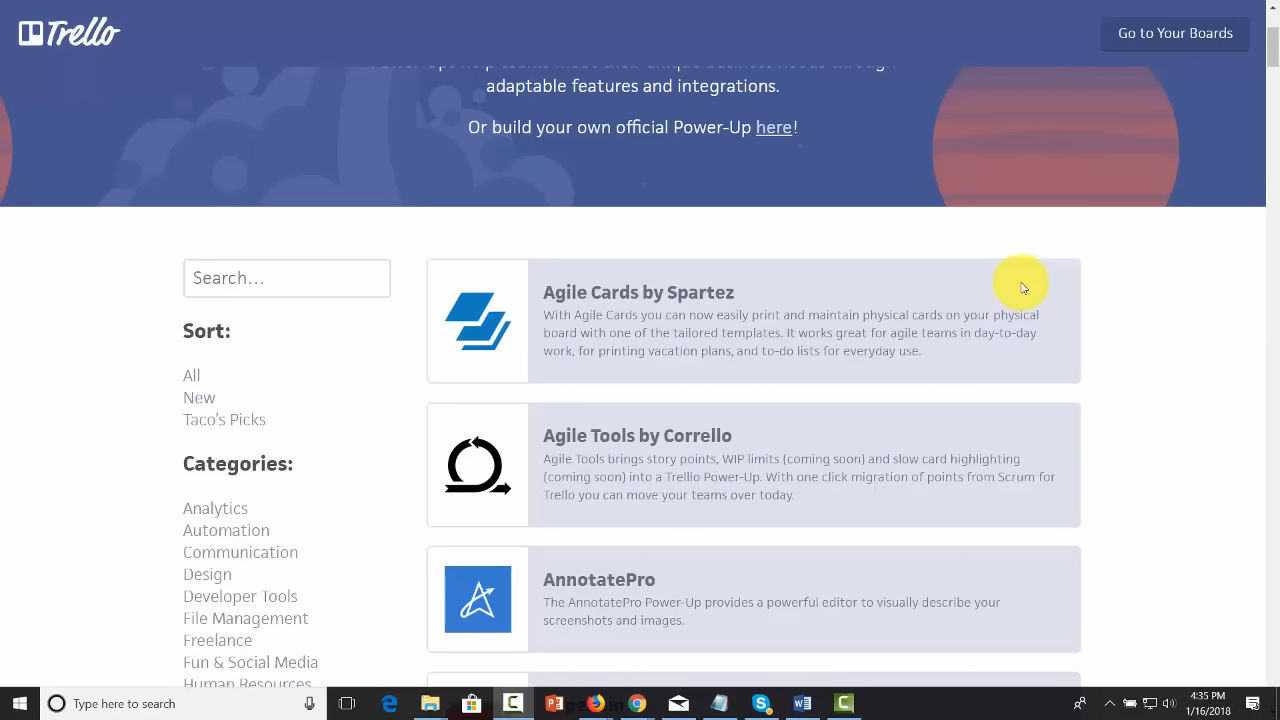 Trello
Go to Your Boards
adaptable features and integrations.
Or build your own official Power-Up here!
Search…
Sort:
All
New
Taco's Picks
Categories:
Analytics
Automation
Communication
Design
Developer Tools
File Management
Freelance
Fun & Social Media
Human Resources
Agile Cards by Spartez
With Agile Cards you can now easily print and maintain physical cards on your physical
board with one of the tailored templates. It works great for agile teams in day-to-day
work, for printing vacation plans, and to-do lists for everyday use.
Agile Tools by Corrello
Agile Tools brings story points, WIP limits (coming soon) and slow card highlighting
(coming soon) into a Trelllo Power-Up. With one click migration of points from Scrum for
Trello you can move your teams over today.
AnnotatePro
The AnnotatePro Power-Up provides a powerful editor to visually describe your
screenshots and images.
Type here to search
4:35 PM
1/16/2018